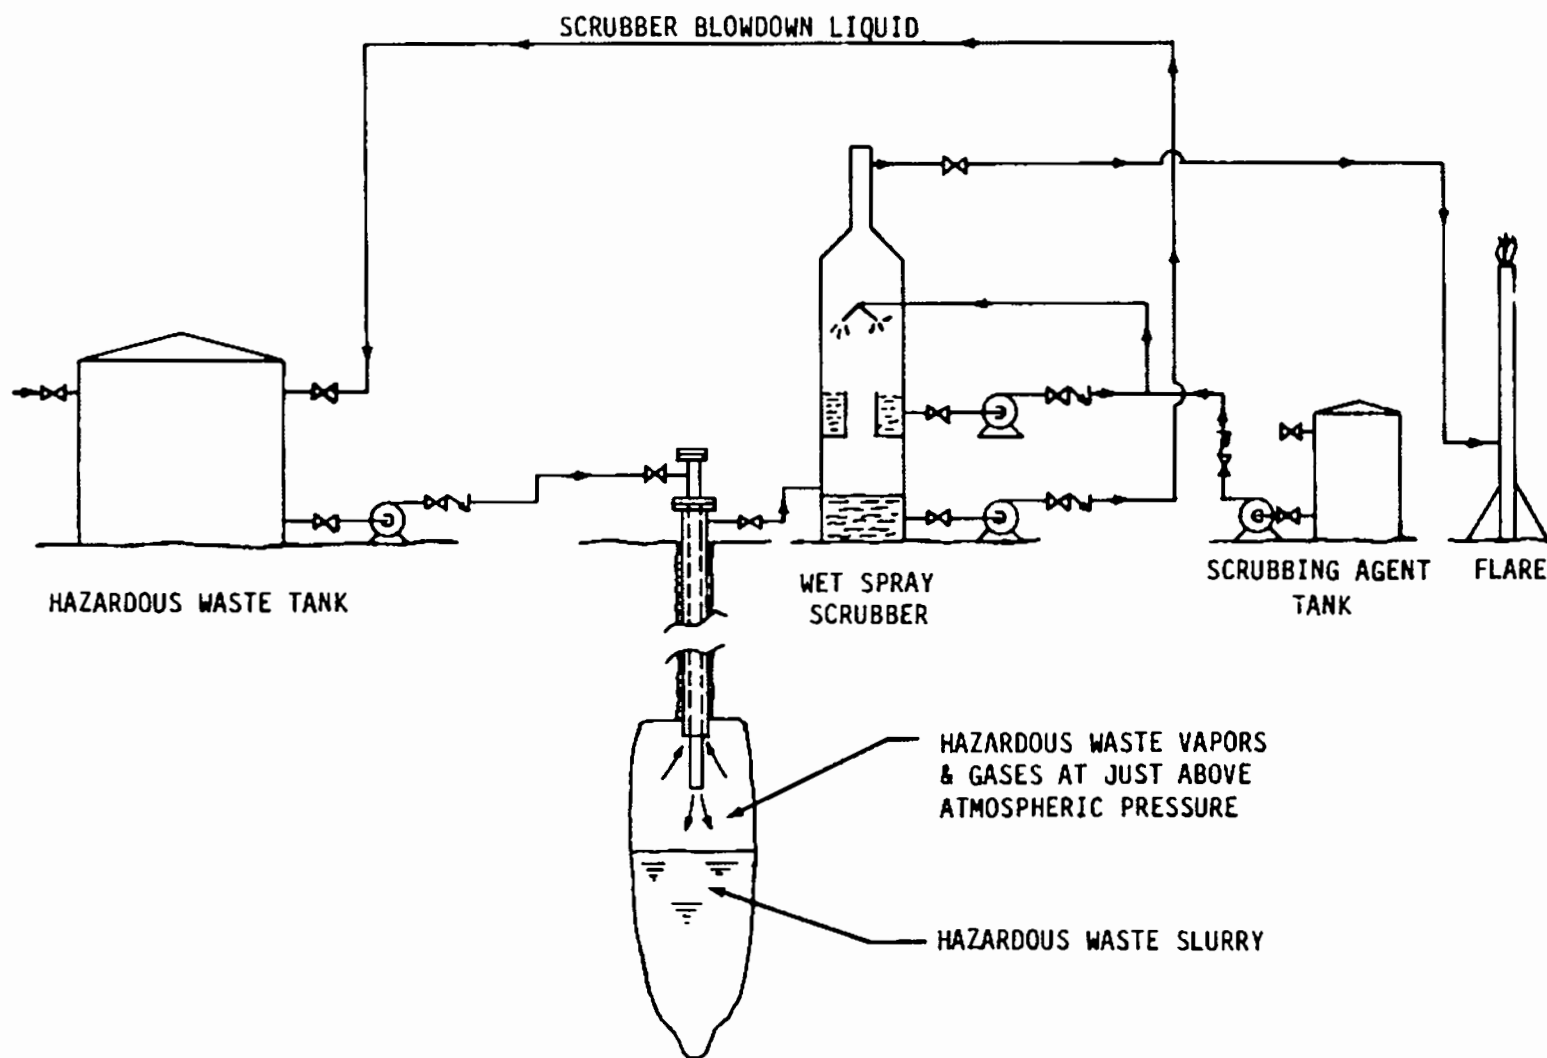 SCRUBBER BLOWDOWN LIQUID
HAZARDOUS WASTE TANK
WET SPRAY
SCRUBBER
SCRUBBING AGENT
TANK
FLARE
HAZARDOUS WASTE VAPORS
& GASES AT JUST ABOVE
ATMOSPHERIC PRESSURE
HAZARDOUS WASTE SLURRY